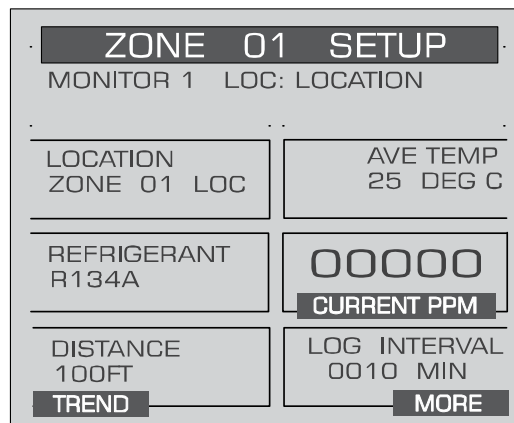 ZONE 01 SETUP
MONITOR 1 LOC: LOCATION
LOCATION
ZONE 01 LOC
AVE TEMP
25 DEG C
REFRIGERANT
R134A
00000
CURRENT PPM
DISTANCE
100FT
TREND
LOG INTERVAL
0010 MIN
MORE